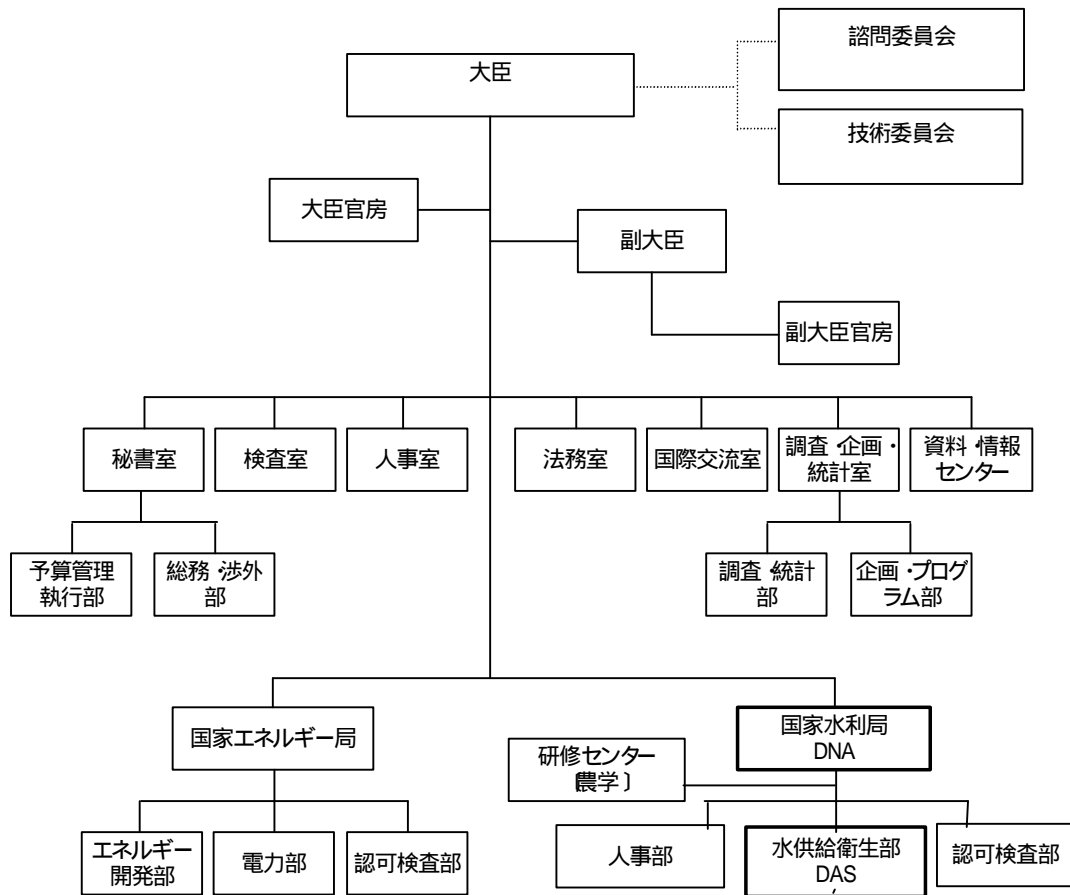 諮問委員会
大臣
技術委員会
大臣官房
副大臣
副大臣官房
秘書室
検査室
人事室
法務室
国際交流室
調査・企画・
統計室
資料・情報
センター
予算管理
執行部
総務・渉外
部
調査・統計
部
企画・プログ
ラム部
国家エネルギー局
国家水利局
DNA
研修センター
〔農学〕
エネルギー
開発部
電力部
認可検査部
人事部
水供給衛生部
DAS
認可検査部